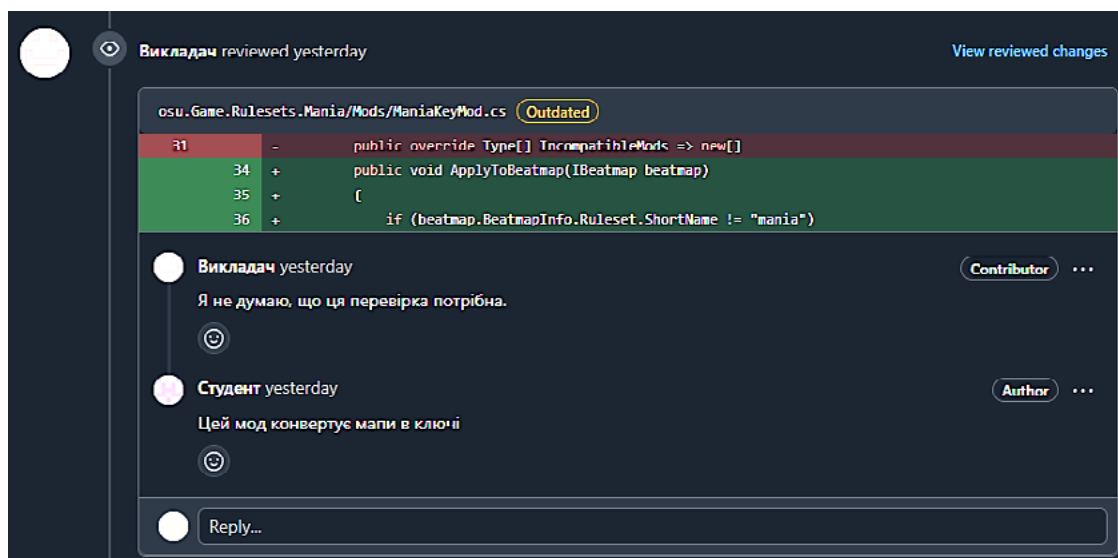 Викладач reviewed yesterday
View reviewed changes
osu.Game.Rulesets.Mania/Mods/ManiaKeyMod.cs Outdated
31 - public override Type[] IncompatibleMods => new[]
34 + public void ApplyToBeatmap(IBeatmap beatmap)
35 + {
36 + if (beatmap.BeatmapInfo.Ruleset.ShortName != "mania")
Викладач yesterday
Contributor ...
Я не думаю, що ця перевірка потрібна.
Студент yesterday
Author ...
Цей мод конвертує мапи в ключі
Reply...